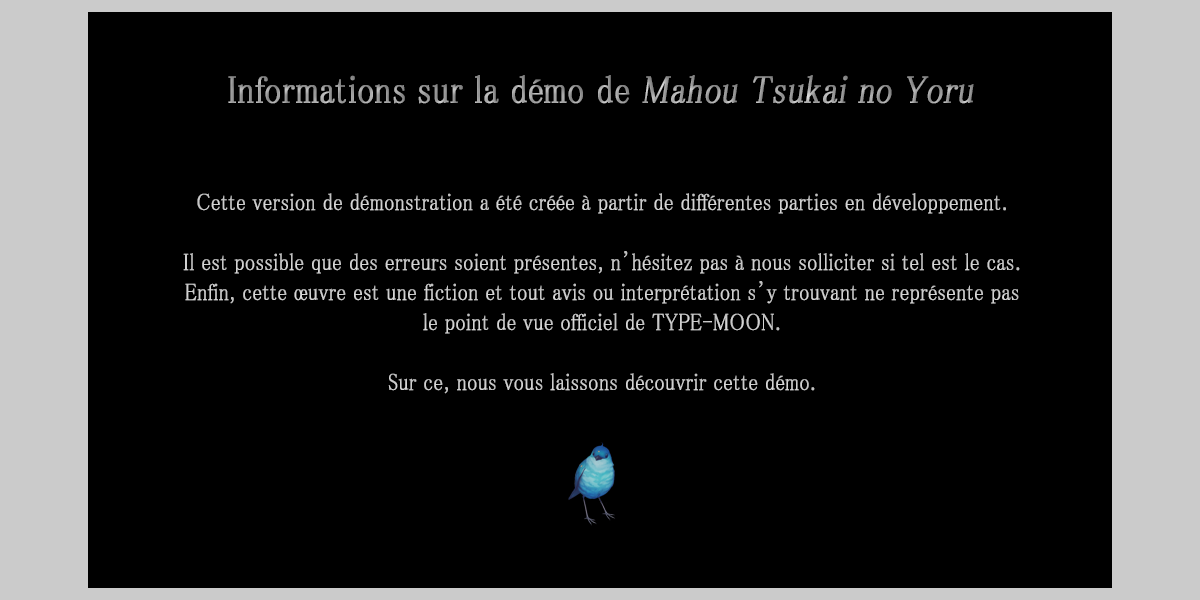 Informations sur la démo de Mahou Tsukai no Yoru
Cette version de démonstration a été créée à partir de différentes parties en développement.
Il est possible que des erreurs soient présentes, n’hésitez pas à nous solliciter si tel est le cas.
Enfin, cette œuvre est une fiction et tout avis ou interprétation s’y trouvant ne représente pas
le point de vue officiel de TYPE-MOON.
Sur ce, nous vous laissons découvrir cette démo.